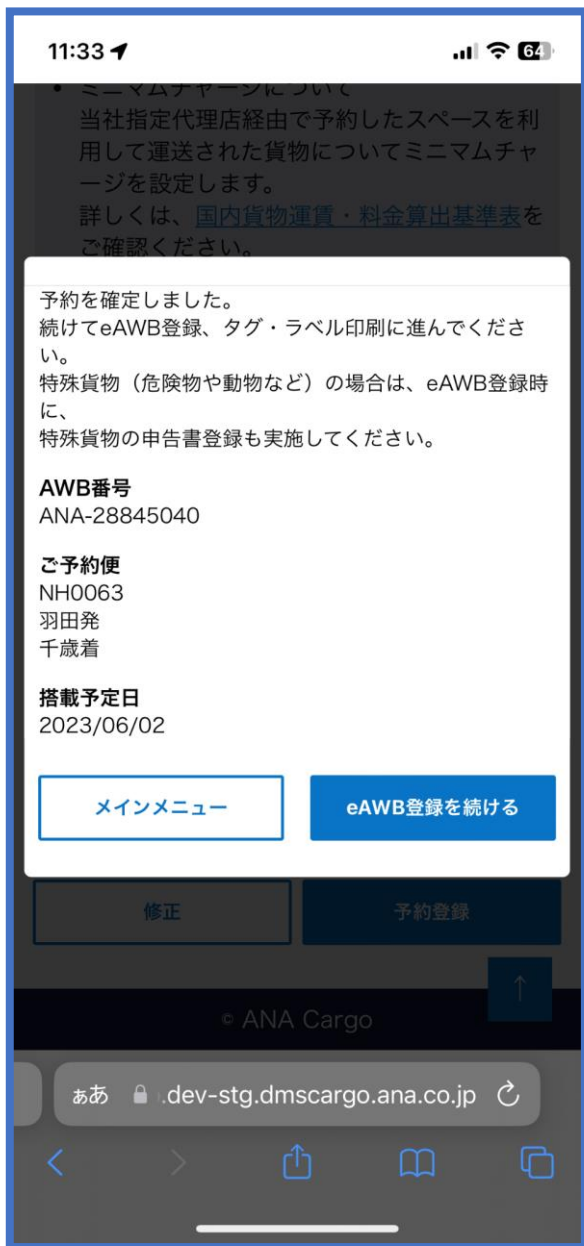 11:33
64
• ミニマムチャージについて
当社指定代理店経由で予約したスペースを利
用して運送された貨物についてミニマムチャ
ージを設定します。
詳しくは、国内貨物運賃・料金算出基準表を
ご確認ください。
予約を確定しました。
続けてeAWB登録、タグ・ラベル印刷に進んでくださ
い。
特殊貨物（危険物や動物など）の場合は、eAWB登録時
に、
特殊貨物の申告書登録も実施してください。
AWB番号
ANA-28845040
ご予約便
NH0063
羽田発
千歳着
搭載予定日
2023/06/02
メインメニュー
eAWB登録を続ける
修正
予約登録
↑
© ANA Cargo
ぁあ
.dev-stg.dmscargo.ana.co.jp